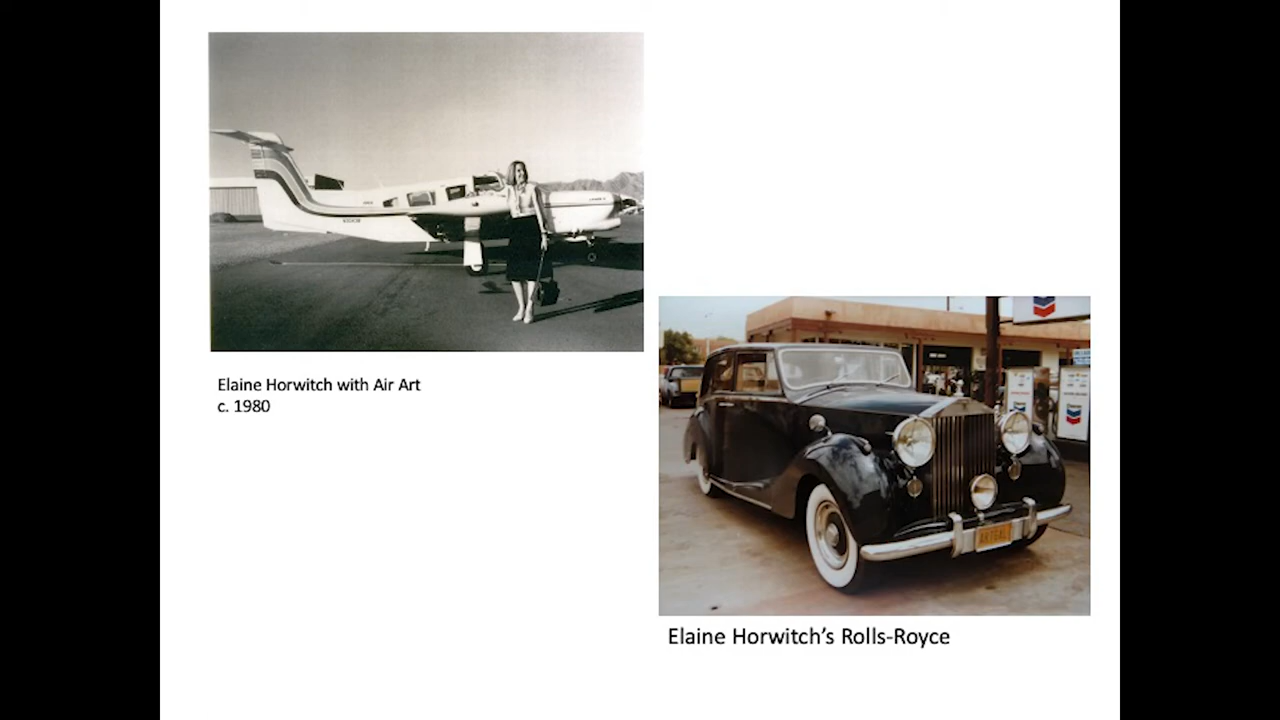 Elaine Horwitch with Air Art
c. 1980
Elaine Horwitch's Rolls-Royce